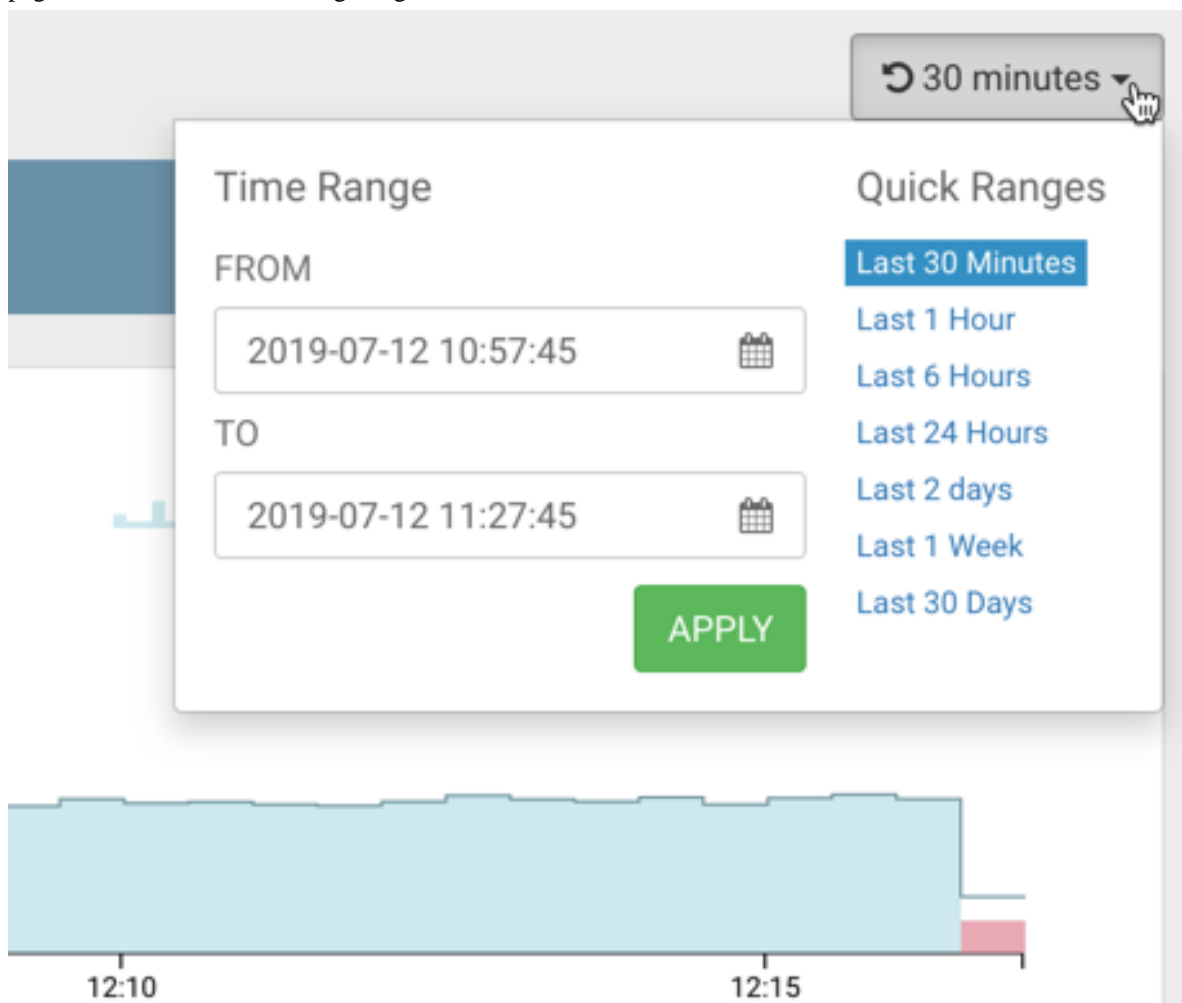 30 minutes
Time Range
FROM
2019-07-12 10:57:45
TO
2019-07-12 11:27:45
APPLY
Quick Ranges
Last 30 Minutes
Last 1 Hour
Last 6 Hours
Last 24 Hours
Last 2 days
Last 1 Week
Last 30 Days
12:10
12:15